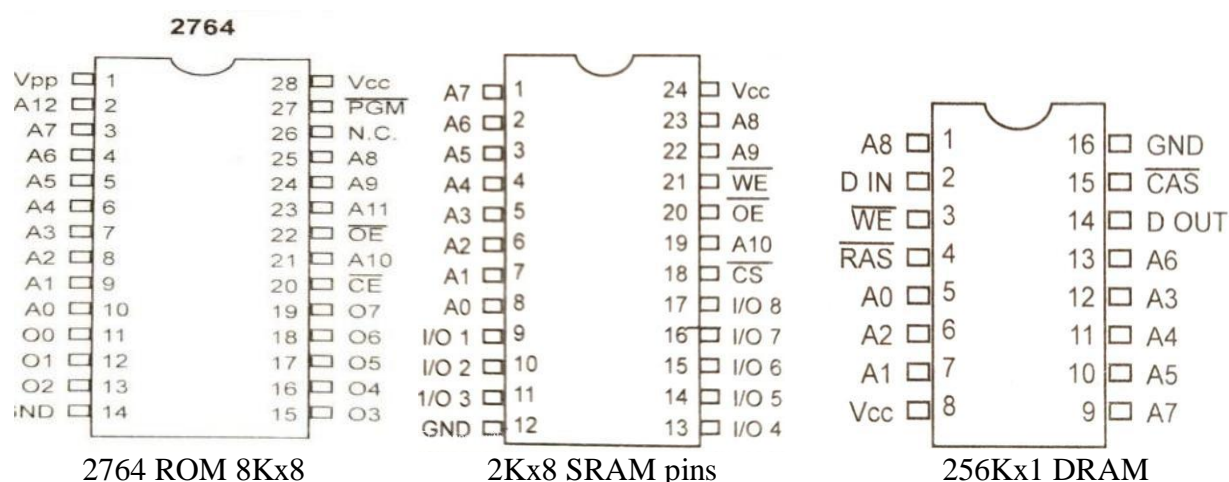 2764
Vpp 1 28 Vcc
A12 2 27 PGM
A7 3 26 N.C.
A6 4 25 A8
A5 5 24 A9
A4 6 23 A11
A3 7 22 OE
A2 8 21 A10
A1 9 20 CE
A0 10 19 O7
O0 11 18 O6
O1 12 17 O5
O2 13 16 O4
GND 14 15 O3
2764 ROM 8Kx8
A7 1 24 Vcc
A6 2 23 A8
A5 3 22 A9
A4 4 21 WE
A3 5 20 OE
A2 6 19 A10
A1 7 18 CS
A0 8 17 I/O 8
I/O 1 9 16 I/O 7
I/O 2 10 15 I/O 6
1/O 3 11 14 I/O 5
GND 12 13 I/O 4
2Kx8 SRAM pins
A8 1 16 GND
D IN 2 15 CAS
WE 3 14 D OUT
RAS 4 13 A6
A0 5 12 A3
A2 6 11 A4
A1 7 10 A5
Vcc 8 9 A7
256Kx1 DRAM